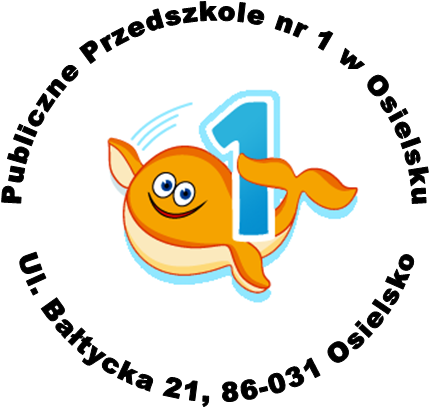 Publiczne Przedszkole nr 1 w Osielsku
1
Ul. Bałtycka 21, 86-031 Osielsko